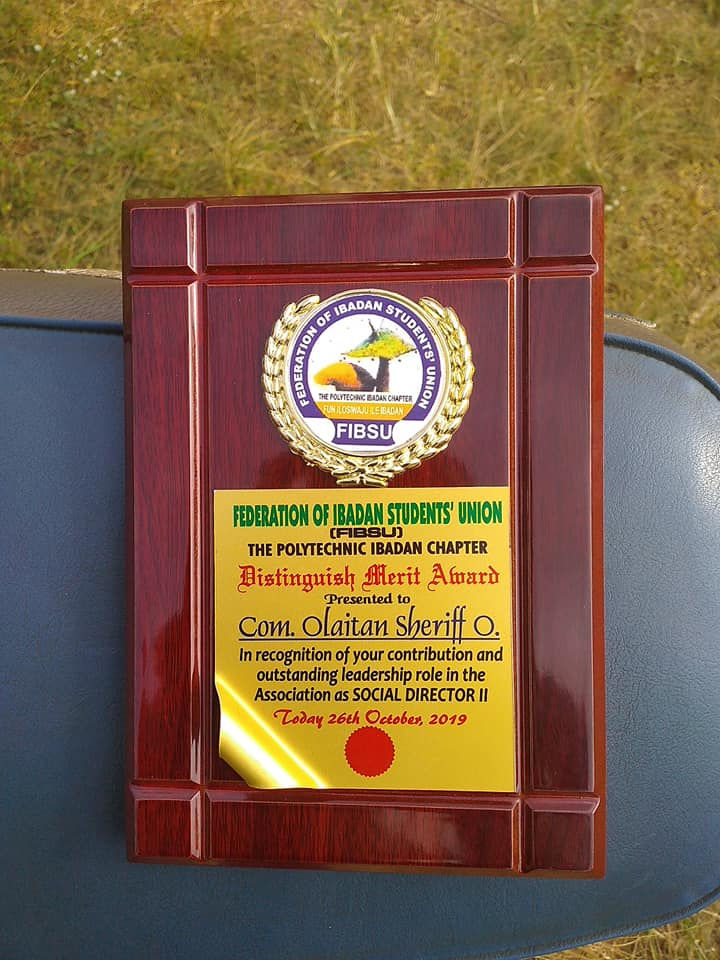 FEDERATION OF IBADAN STUDENTS' UNION
THE POLYTECHNIC IBADAN CHAPTER
FUN ILOSIWAJU ILE IBADAN
FIBSU
FEDERATION OF IBADAN STUDENTS' UNION
(FIBSU)
THE POLYTECHNIC IBADAN CHAPTER
Distinguish Merit Award
Presented to
Com. Olaitan Sheriff O.
In recognition of your contribution and
outstanding leadership role in the
Association as SOCIAL DIRECTOR II
Today 26th October, 2019